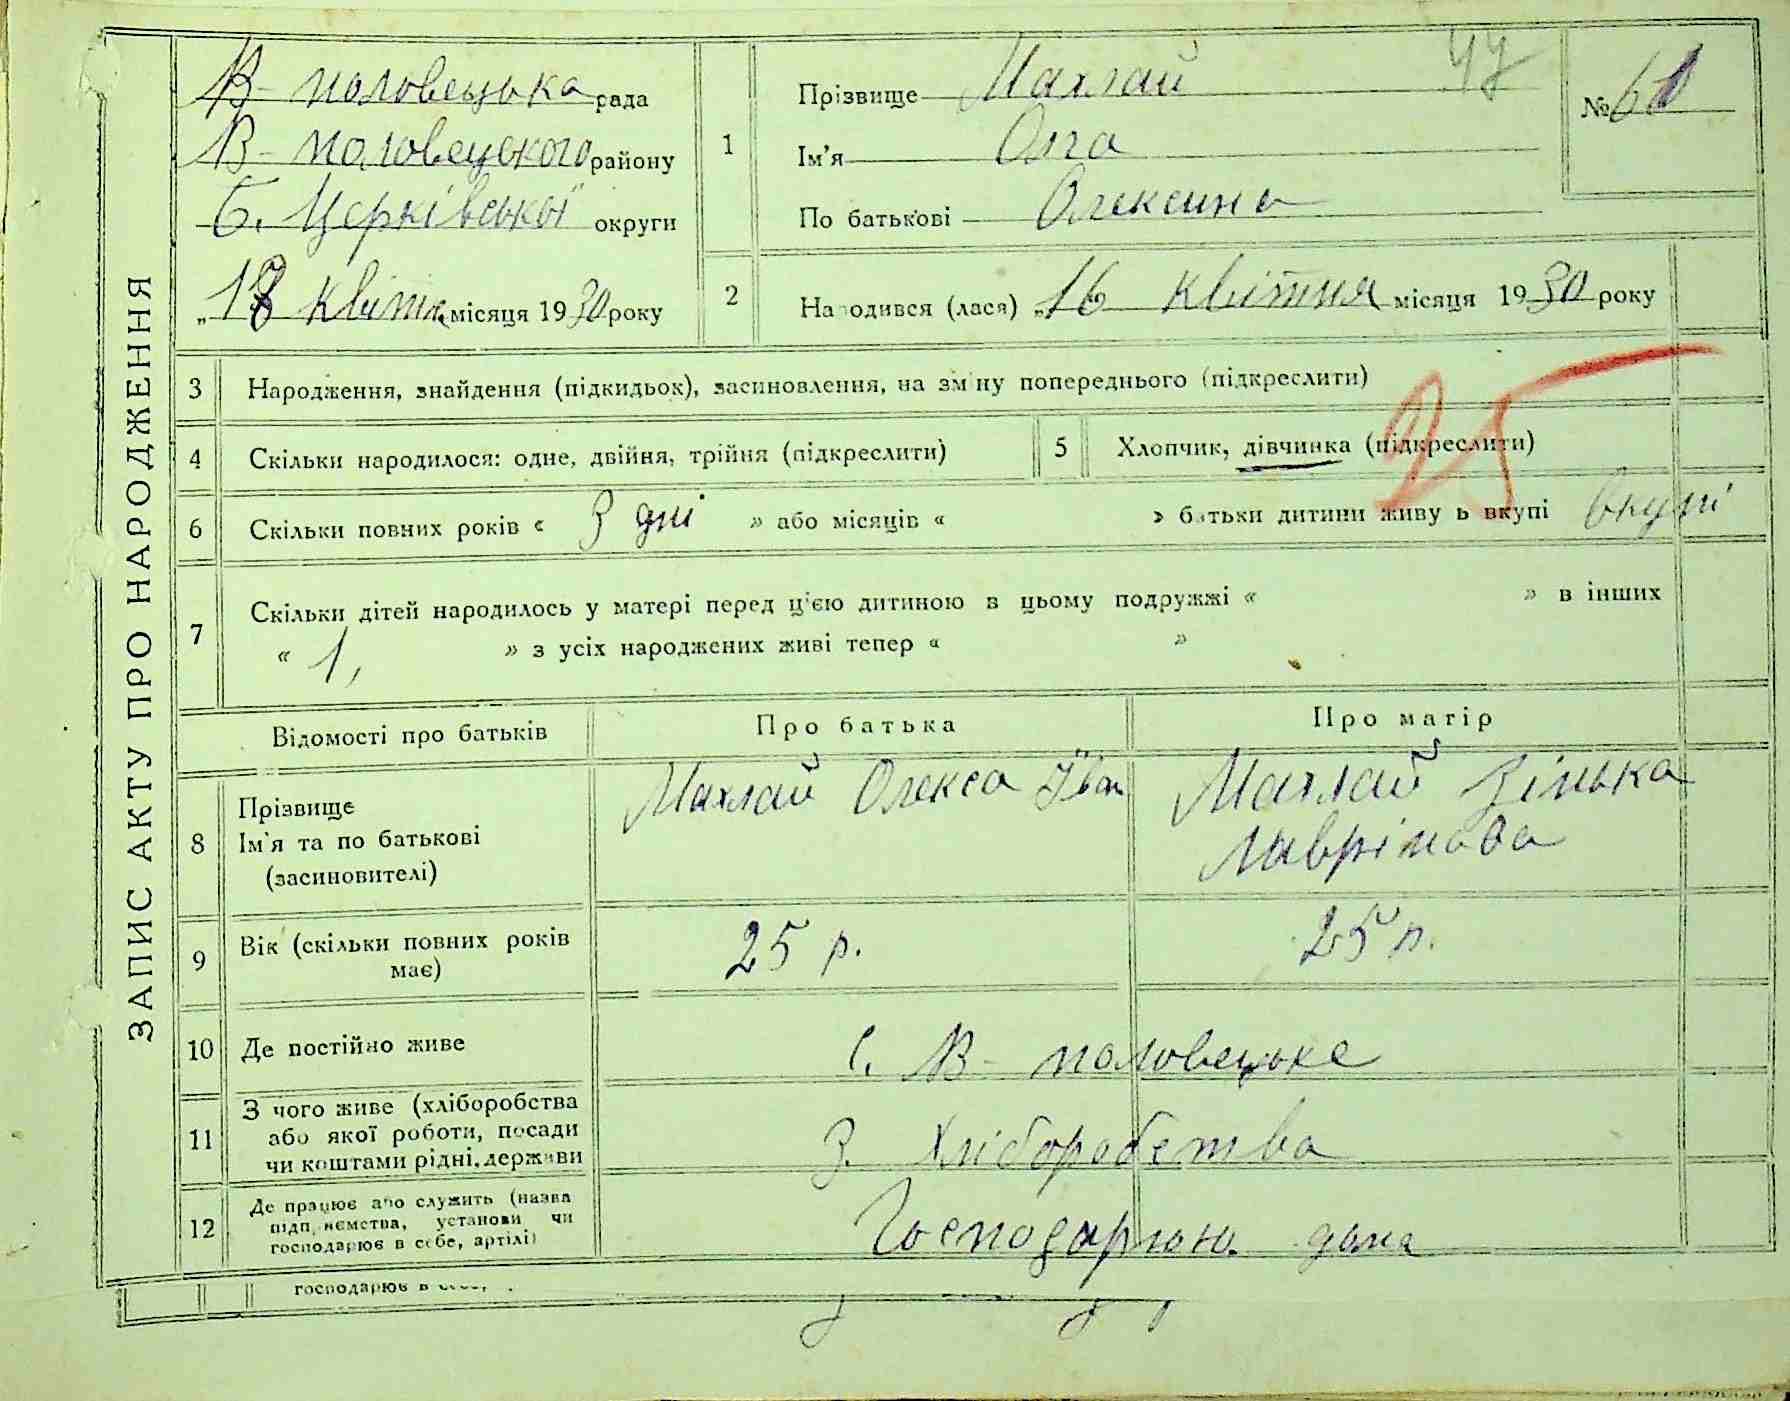 ЗАПИС АКТУ ПРО НАРОДЖЕННЯ
В- половецька рада
В- половецького району
Б. Церківської округи
„18 квітня місяця 1930 року
1
Прізвище Махлай
47
№ 61
Ім'я Олга
По батькові Олексина
2
Народився (лася) „16 квітня місяця 1930 року
3 Народження, знайдення (підкидьок), засиновлення, на зміну попереднього (підкреслити)
25
4 Скільки народилося: одне, двійня, трійня (підкреслити)
5 Хлопчик, дівчинка (підкреслити)
6 Скільки повних років « 3 дні » або місяців « » батьки дитини живуть вкупі вкупі
7 Скільки дітей народилось у матері перед ц'єю дитиною в цьому подружжі « » в інших
« 1, » з усіх народжених живі тепер « »
Відомості про батьків
Про батька
Про матір
8 Прізвище
Ім'я та по батькові
(засиновителі)
Махлай Олекса Іван
Махлай Зінька
Лаврінова
9 Вік (скільки повних років
має)
25 р.
25 р.
10 Де постійно живе
с. В- половецьке
11 З чого живе (хліборобства
або якої роботи, посади
чи коштами рідні, держави
З. Хліборобства
12 Де працює або служить (назва
підприємства, установи чи
господарює в себе, артілі)
Господарюю дома
господарює в